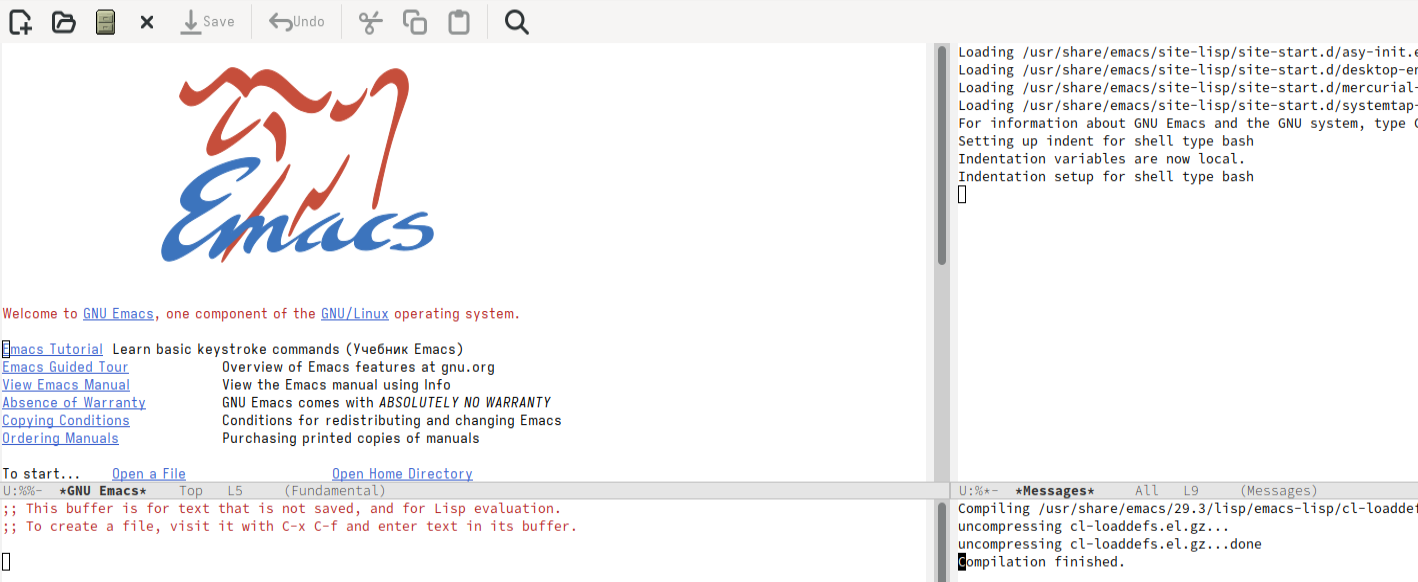 Save Undo
Emacs
Welcome to GNU Emacs, one component of the GNU/Linux operating system.
Emacs Tutorial Learn basic keystroke commands (Учебник Emacs)
Emacs Guided Tour Overview of Emacs features at gnu.org
View Emacs Manual View the Emacs manual using Info
Absence of Warranty GNU Emacs comes with ABSOLUTELY NO WARRANTY
Copying Conditions Conditions for redistributing and changing Emacs
Ordering Manuals Purchasing printed copies of manuals
To start... Open a File Open Home Directory
U:%%- *GNU Emacs* Top L5 (Fundamental)
;; This buffer is for text that is not saved, and for Lisp evaluation.
;; To create a file, visit it with C-x C-f and enter text in its buffer.
Loading /usr/share/emacs/site-lisp/site-start.d/asy-init.e
Loading /usr/share/emacs/site-lisp/site-start.d/desktop-en
Loading /usr/share/emacs/site-lisp/site-start.d/mercurial-
Loading /usr/share/emacs/site-lisp/site-start.d/systemtap-
For information about GNU Emacs and the GNU system, type C
Setting up indent for shell type bash
Indentation variables are now local.
Indentation setup for shell type bash
U:%*- *Messages* All L9 (Messages)
Compiling /usr/share/emacs/29.3/lisp/emacs-lisp/cl-loaddef
uncompressing cl-loaddefs.el.gz...
uncompressing cl-loaddefs.el.gz...done
Compilation finished.